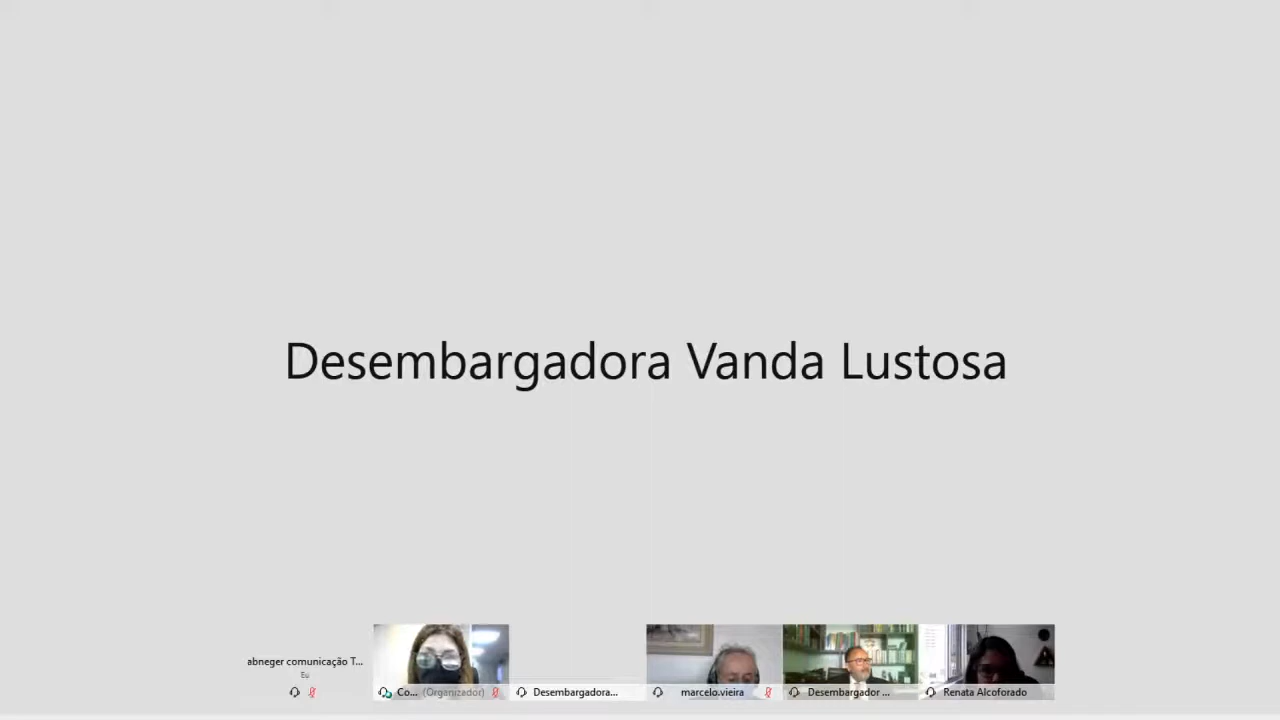 Desembargadora Vanda Lustosa
abneger comunicação T...
Eu
Co... (Organizador)
Desembargadora...
marcelo.vieira
Desembargador ...
Renata Alcoforado